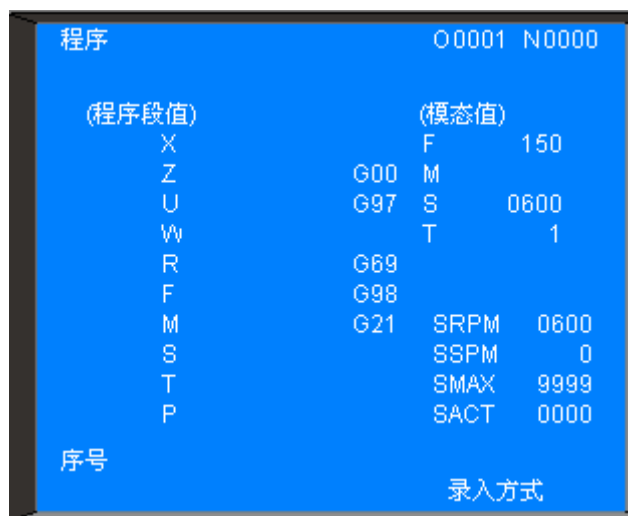 程序 O0001 N0000
(程序段值) (模态值)
X F 150
Z G00 M
U G97 S 0600
W T 1
R G69
F G98
M G21 SRPM 0600
S SSPM 0
T SMAX 9999
P SACT 0000
序号
录入方式